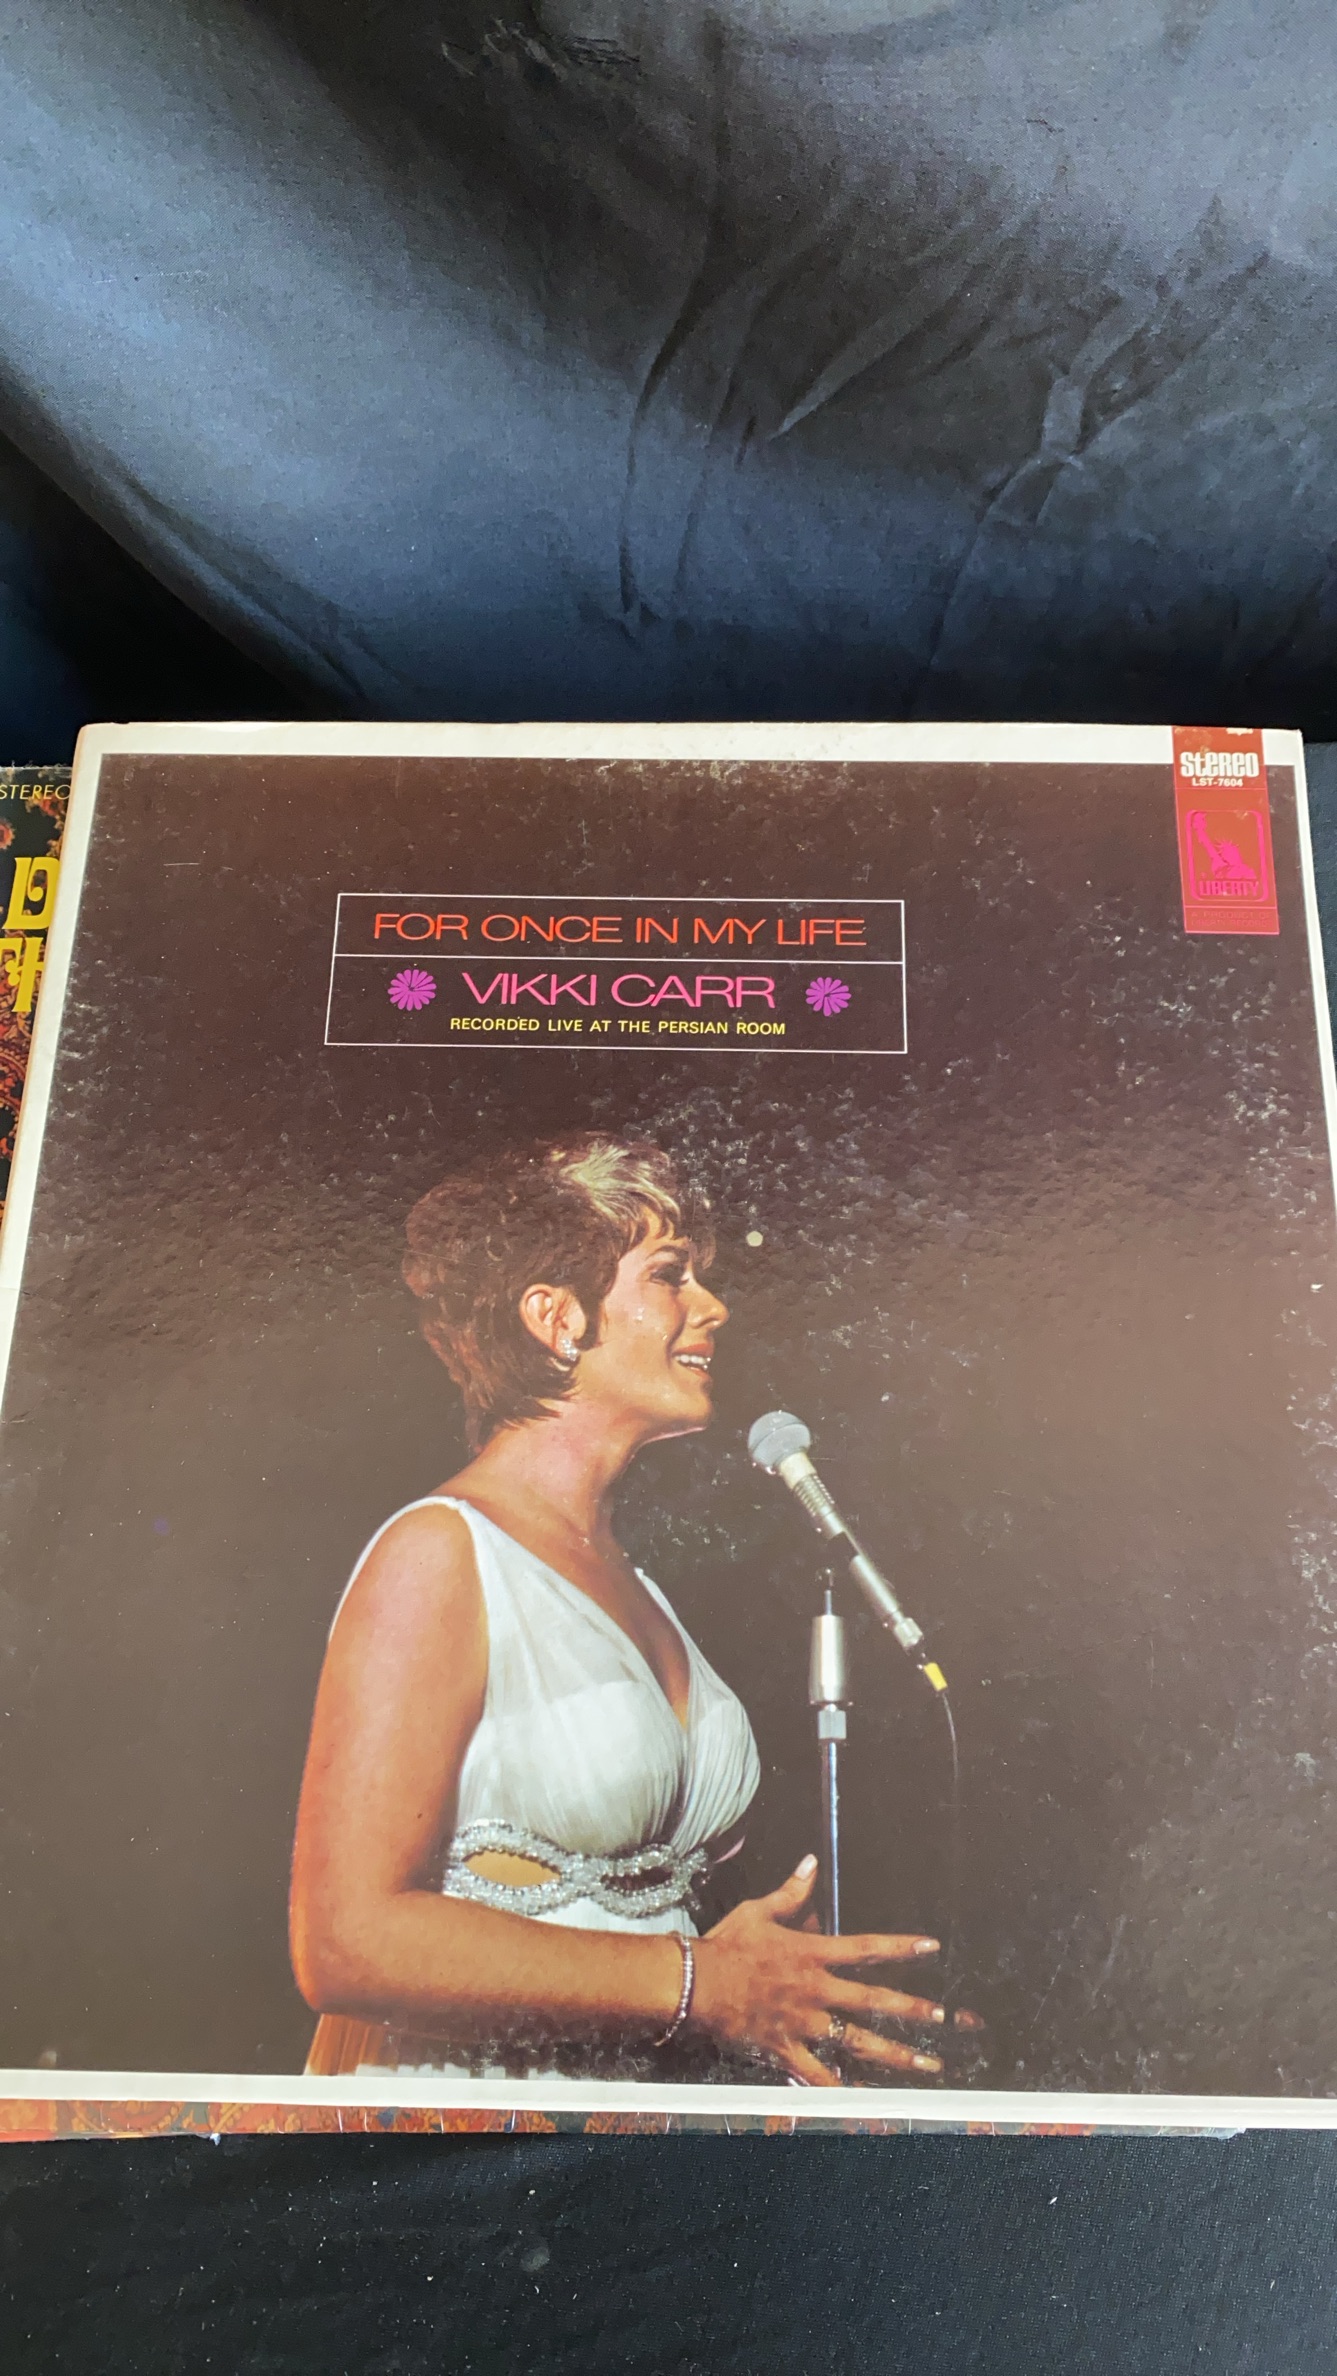 STEREO
stereo
LST-7604
LIBERTY
FOR ONCE IN MY LIFE
VIKKI CARR
RECORDED LIVE AT THE PERSIAN ROOM